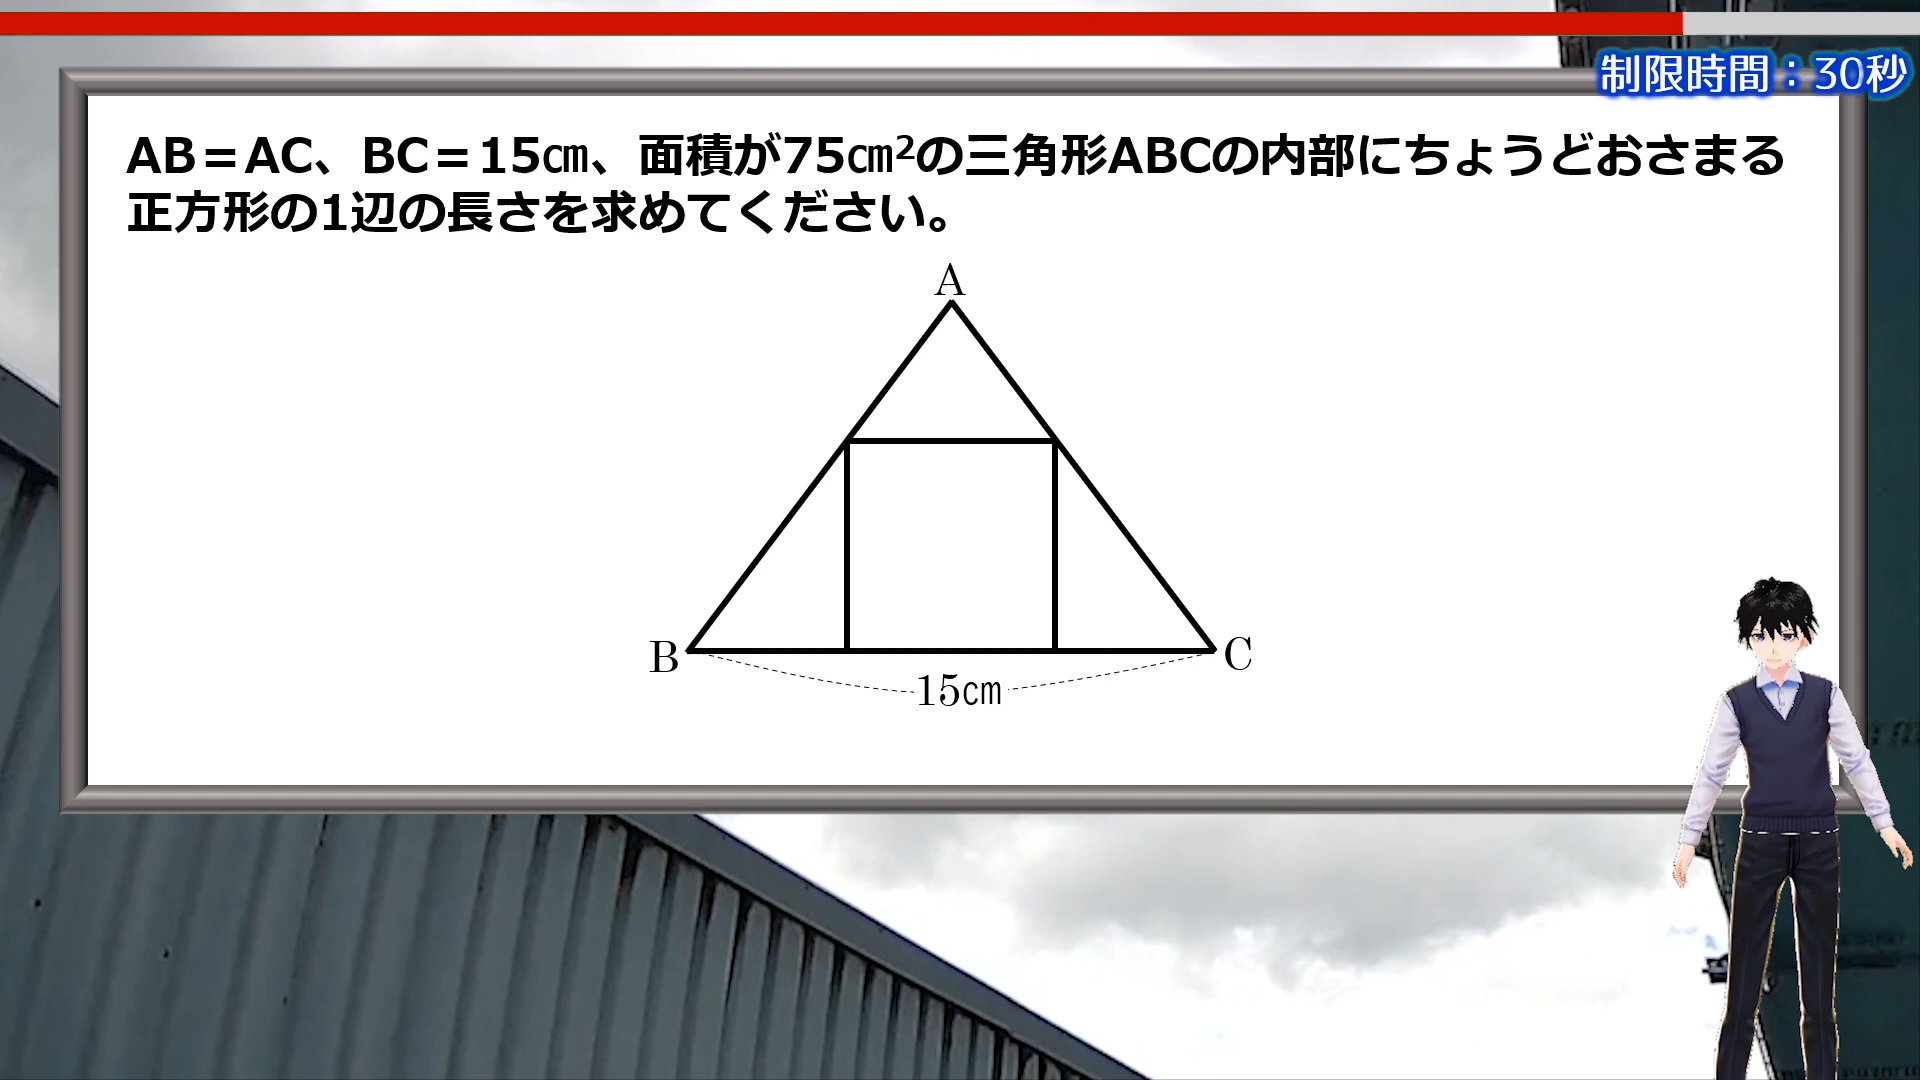 制限時間：30秒
AB＝AC、BC＝15㎝、面積が75㎝²の三角形ABCの内部にちょうどおさまる
正方形の1辺の長さを求めてください。
A
B
C
15㎝